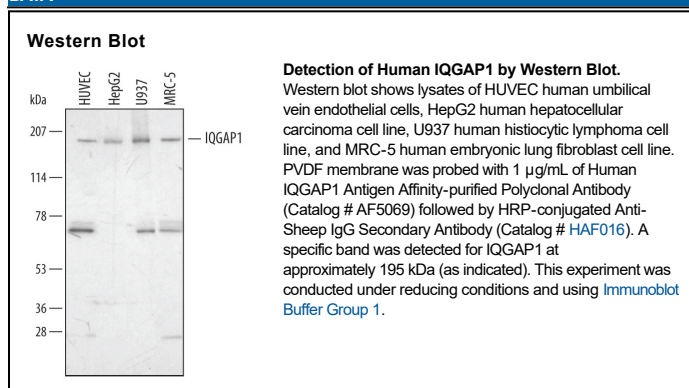 Western Blot
HUVEC
HepG2
U937
MRC-5
kDa
207
IQGAP1
114
78
53
36
28
Detection of Human IQGAP1 by Western Blot.
Western blot shows lysates of HUVEC human umbilical
vein endothelial cells, HepG2 human hepatocellular
carcinoma cell line, U937 human histiocytic lymphoma cell
line, and MRC-5 human embryonic lung fibroblast cell line.
PVDF membrane was probed with 1 µg/mL of Human
IQGAP1 Antigen Affinity-purified Polyclonal Antibody
(Catalog # AF5069) followed by HRP-conjugated Anti-
Sheep IgG Secondary Antibody (Catalog # HAF016). A
specific band was detected for IQGAP1 at
approximately 195 kDa (as indicated). This experiment was
conducted under reducing conditions and using Immunoblot
Buffer Group 1.